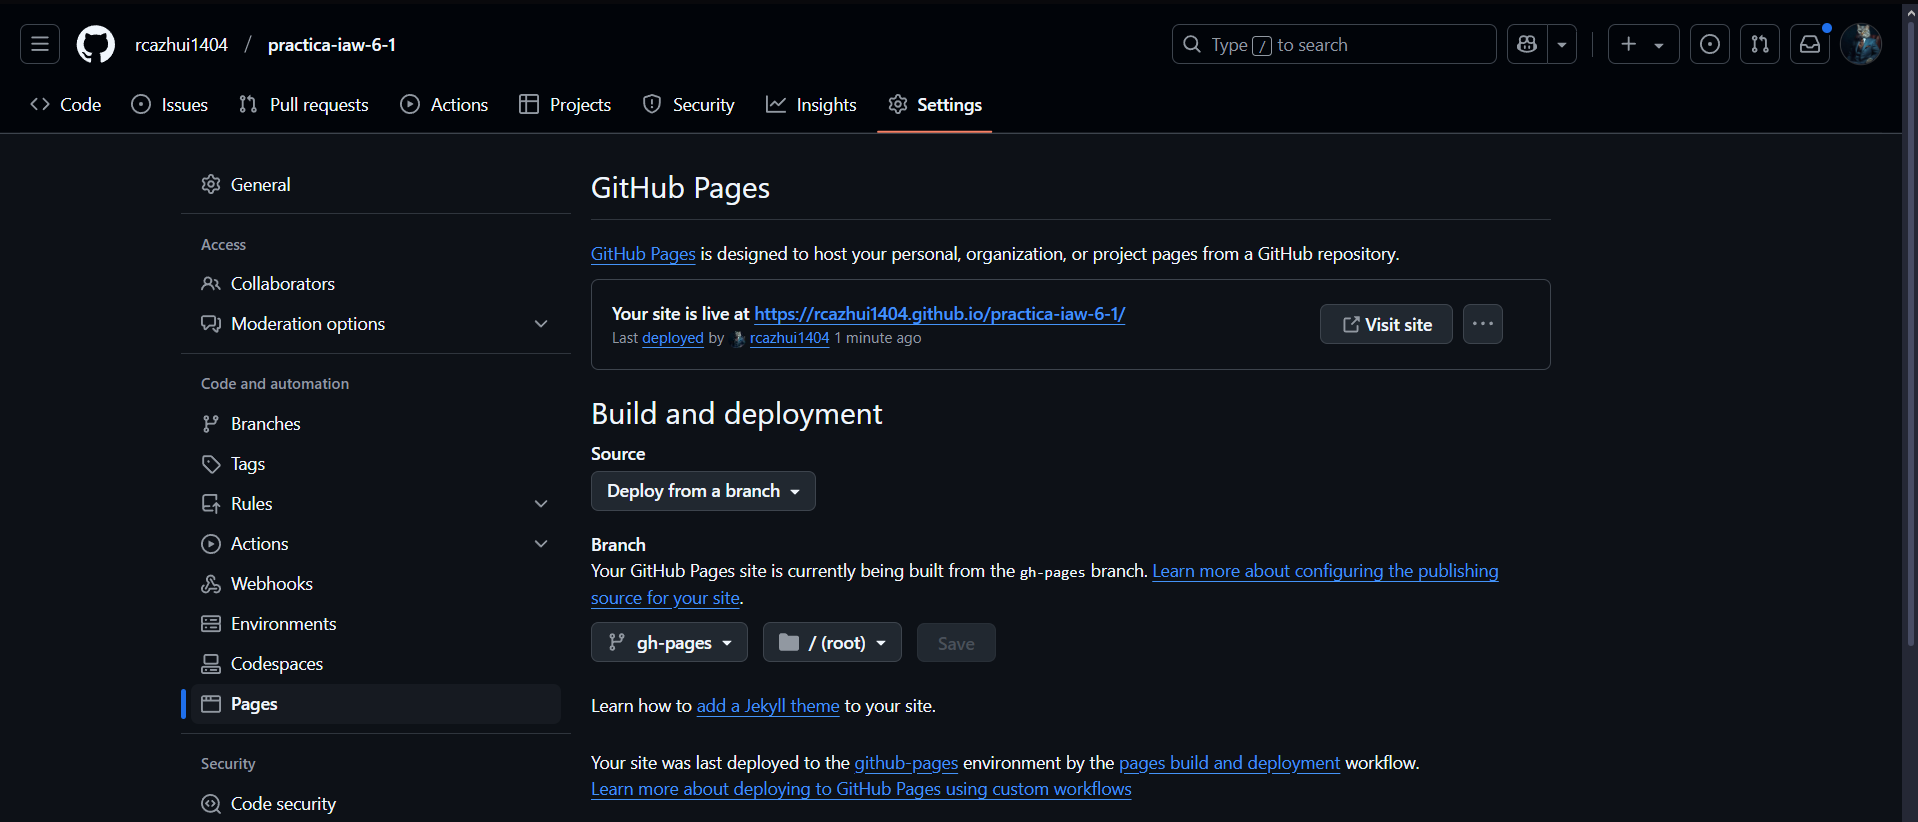 rcazhui1404 / practica-iaw-6-1
Type / to search
Code Issues Pull requests Actions Projects Security Insights Settings
General
Access
Collaborators
Moderation options
Code and automation
Branches
Tags
Rules
Actions
Webhooks
Environments
Codespaces
Pages
Security
Code security
GitHub Pages
GitHub Pages is designed to host your personal, organization, or project pages from a GitHub repository.
Your site is live at https://rcazhui1404.github.io/practica-iaw-6-1/
Last deployed by rcazhui1404 1 minute ago
Visit site
Build and deployment
Source
Deploy from a branch
Branch
Your GitHub Pages site is currently being built from the gh-pages branch. Learn more about configuring the publishing
source for your site.
gh-pages / (root) Save
Learn how to add a Jekyll theme to your site.
Your site was last deployed to the github-pages environment by the pages build and deployment workflow.
Learn more about deploying to GitHub Pages using custom workflows